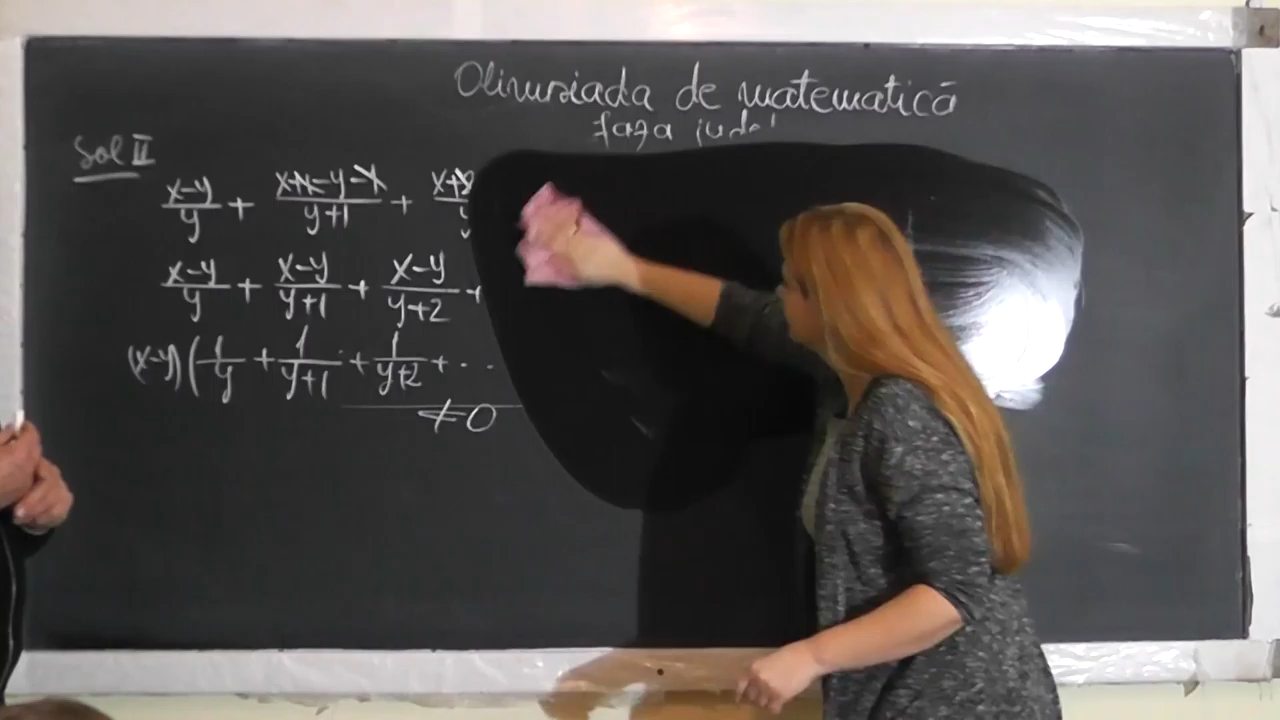 Olimpiada de matematică
faza jude
Sol II
x-y/y + x+1-y-1/y+1 + x+2
x-y/y + x-y/y+1 + x-y/y+2 +
(x-y)(1/y + 1/y+1 + 1/y+2 + ...
≠0